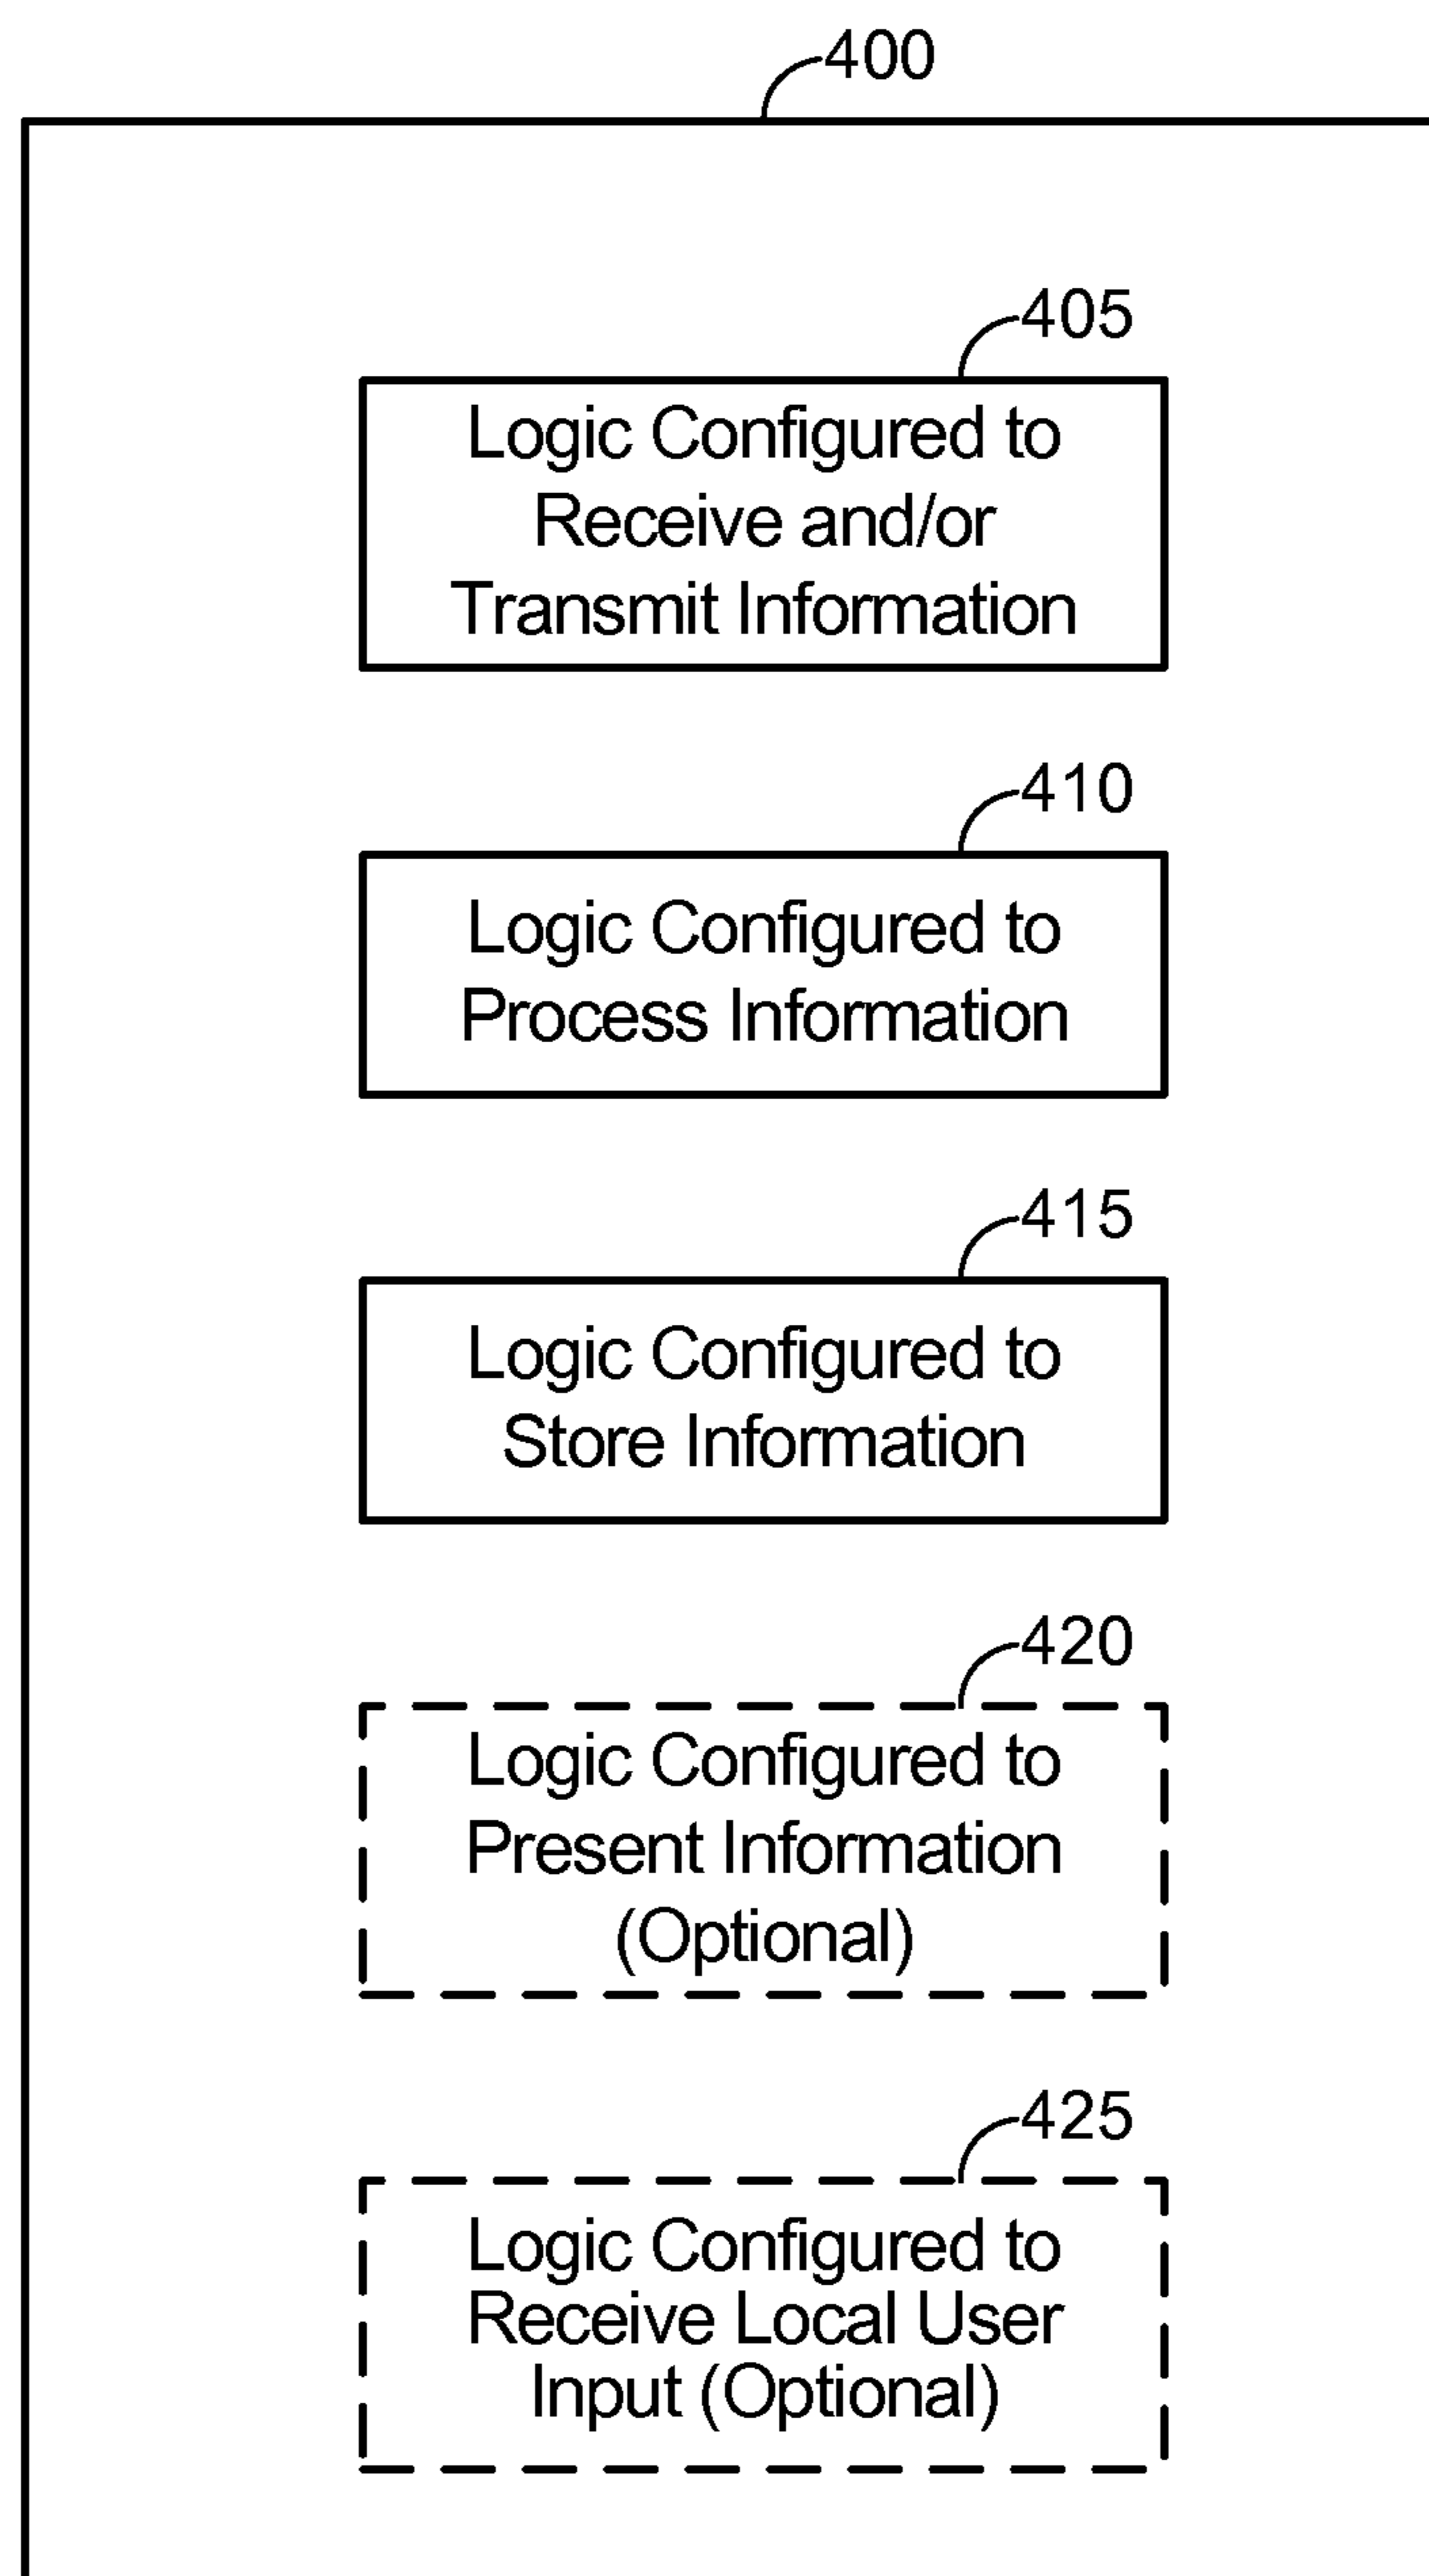 400
405
Logic Configured to
Receive and/or
Transmit Information
410
Logic Configured to
Process Information
415
Logic Configured to
Store Information
420
Logic Configured to
Present Information
(Optional)
425
Logic Configured to
Receive Local User
Input (Optional)